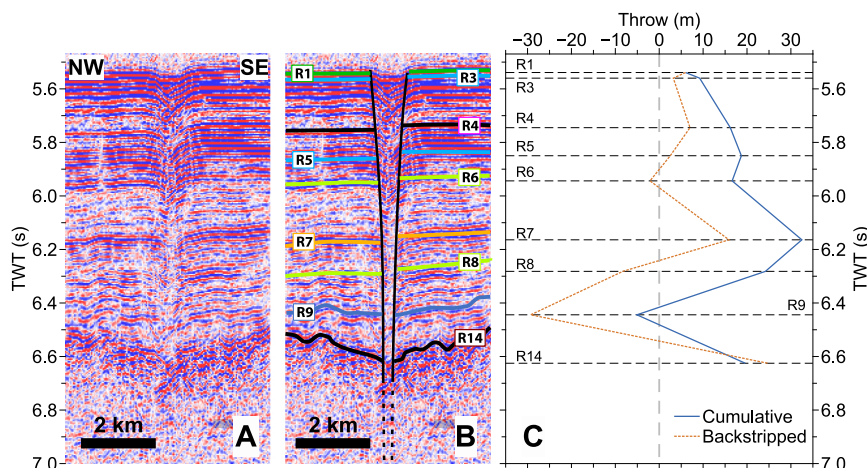 Throw (m)
−30 −20 −10 0 10 20 30
TWT (s)
5.6
5.8
6.0
6.2
6.4
6.6
6.8
7.0
NW SE
2 km
A
R1
R3
R4
R5
R6
R7
R8
R9
R14
2 km
B
R1
R3
R4
R5
R6
R7
R8
R9
R14
Cumulative
Backstripped
C
5.6
5.8
6.0
6.2
6.4
6.6
6.8
7.0
TWT (s)